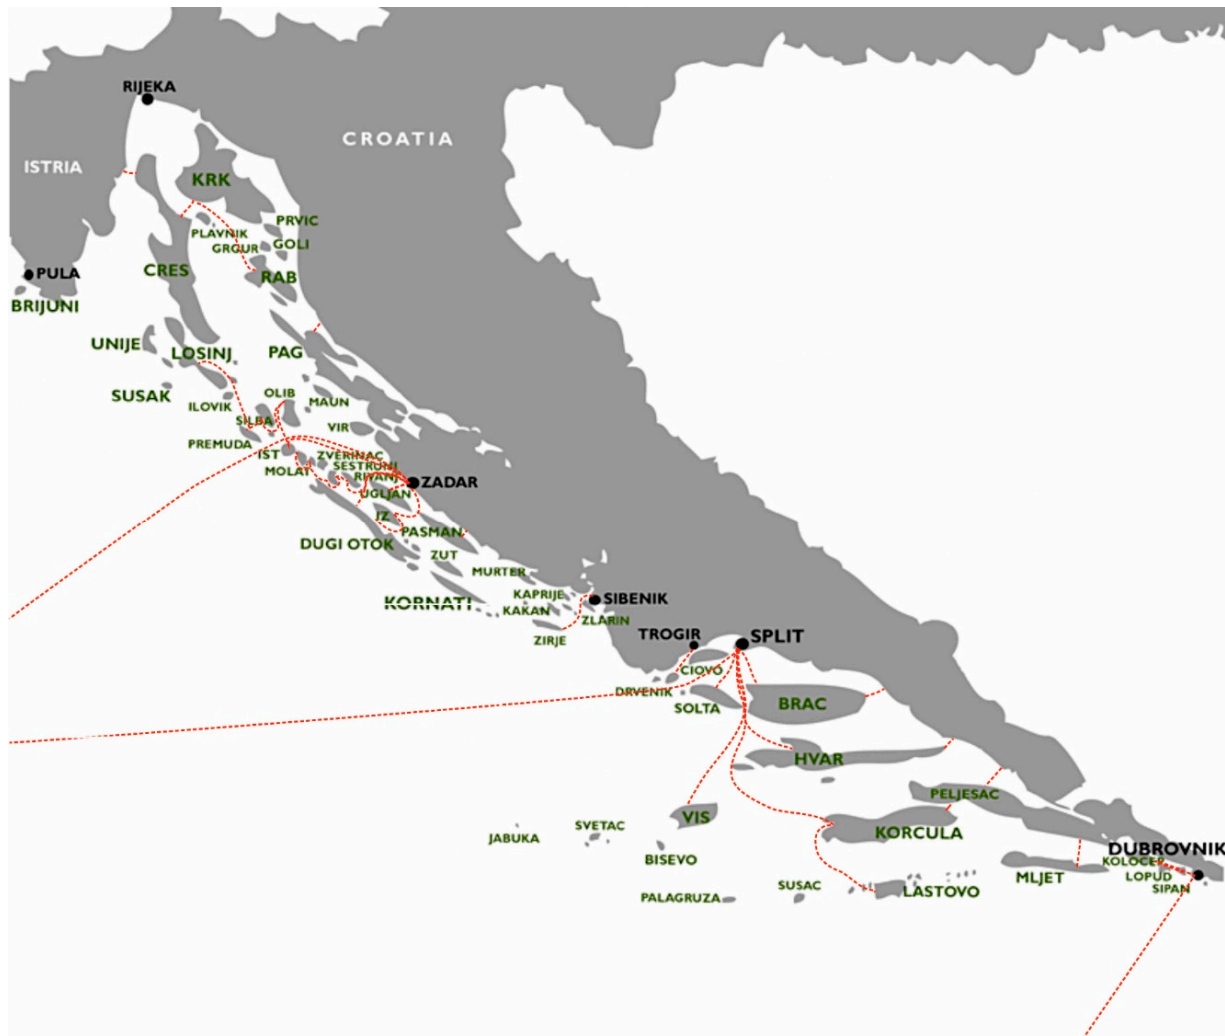 RIJEKA
CROATIA
ISTRIA
KRK
PRVIC
PLAVNIK
GRGUR
GOLI
CRES
RAB
PULA
BRIJUNI
UNIJE
LOSINJ
PAG
SUSAK
OLIB
MAUN
ILOVIK
SILBA
VIR
PREMUDA
IST
ZVERINAC
SESTRUNJ
MOLAT
RIVANJ
ZADAR
UGLJAN
IZ
PASMAN
DUGI OTOK
ZUT
MURTER
KAPRIJE
SIBENIK
KORNATI
KAKAN
ZLARIN
ZIRJE
TROGIR
SPLIT
CIOVO
DRVENIK
SOLTA
BRAC
HVAR
PELJESAC
VIS
SVETAC
JABUKA
KORCULA
DUBROVNIK
BISEVO
KOLOCEP
LOPUD
MLJET
SIPAN
SUSAC
LASTOVO
PALAGRUZA